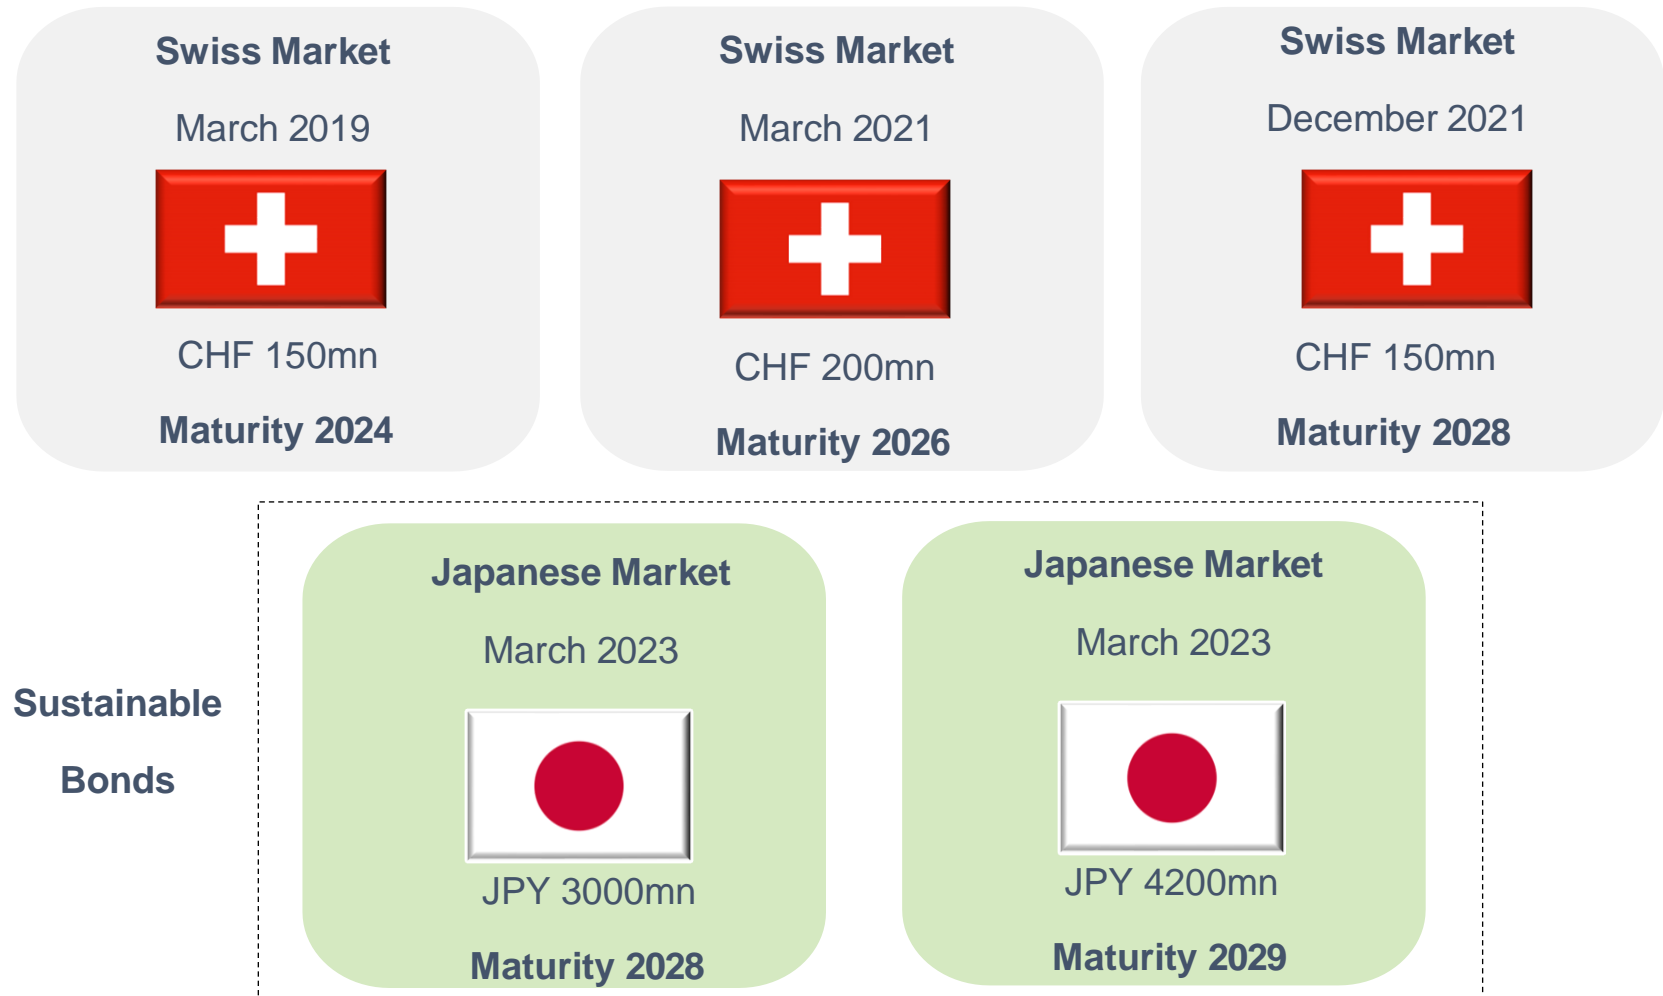 Swiss Market
March 2019
CHF 150mn
Maturity 2024
Swiss Market
March 2021
CHF 200mn
Maturity 2026
Swiss Market
December 2021
CHF 150mn
Maturity 2028
Sustainable
Bonds
Japanese Market
March 2023
JPY 3000mn
Maturity 2028
Japanese Market
March 2023
JPY 4200mn
Maturity 2029